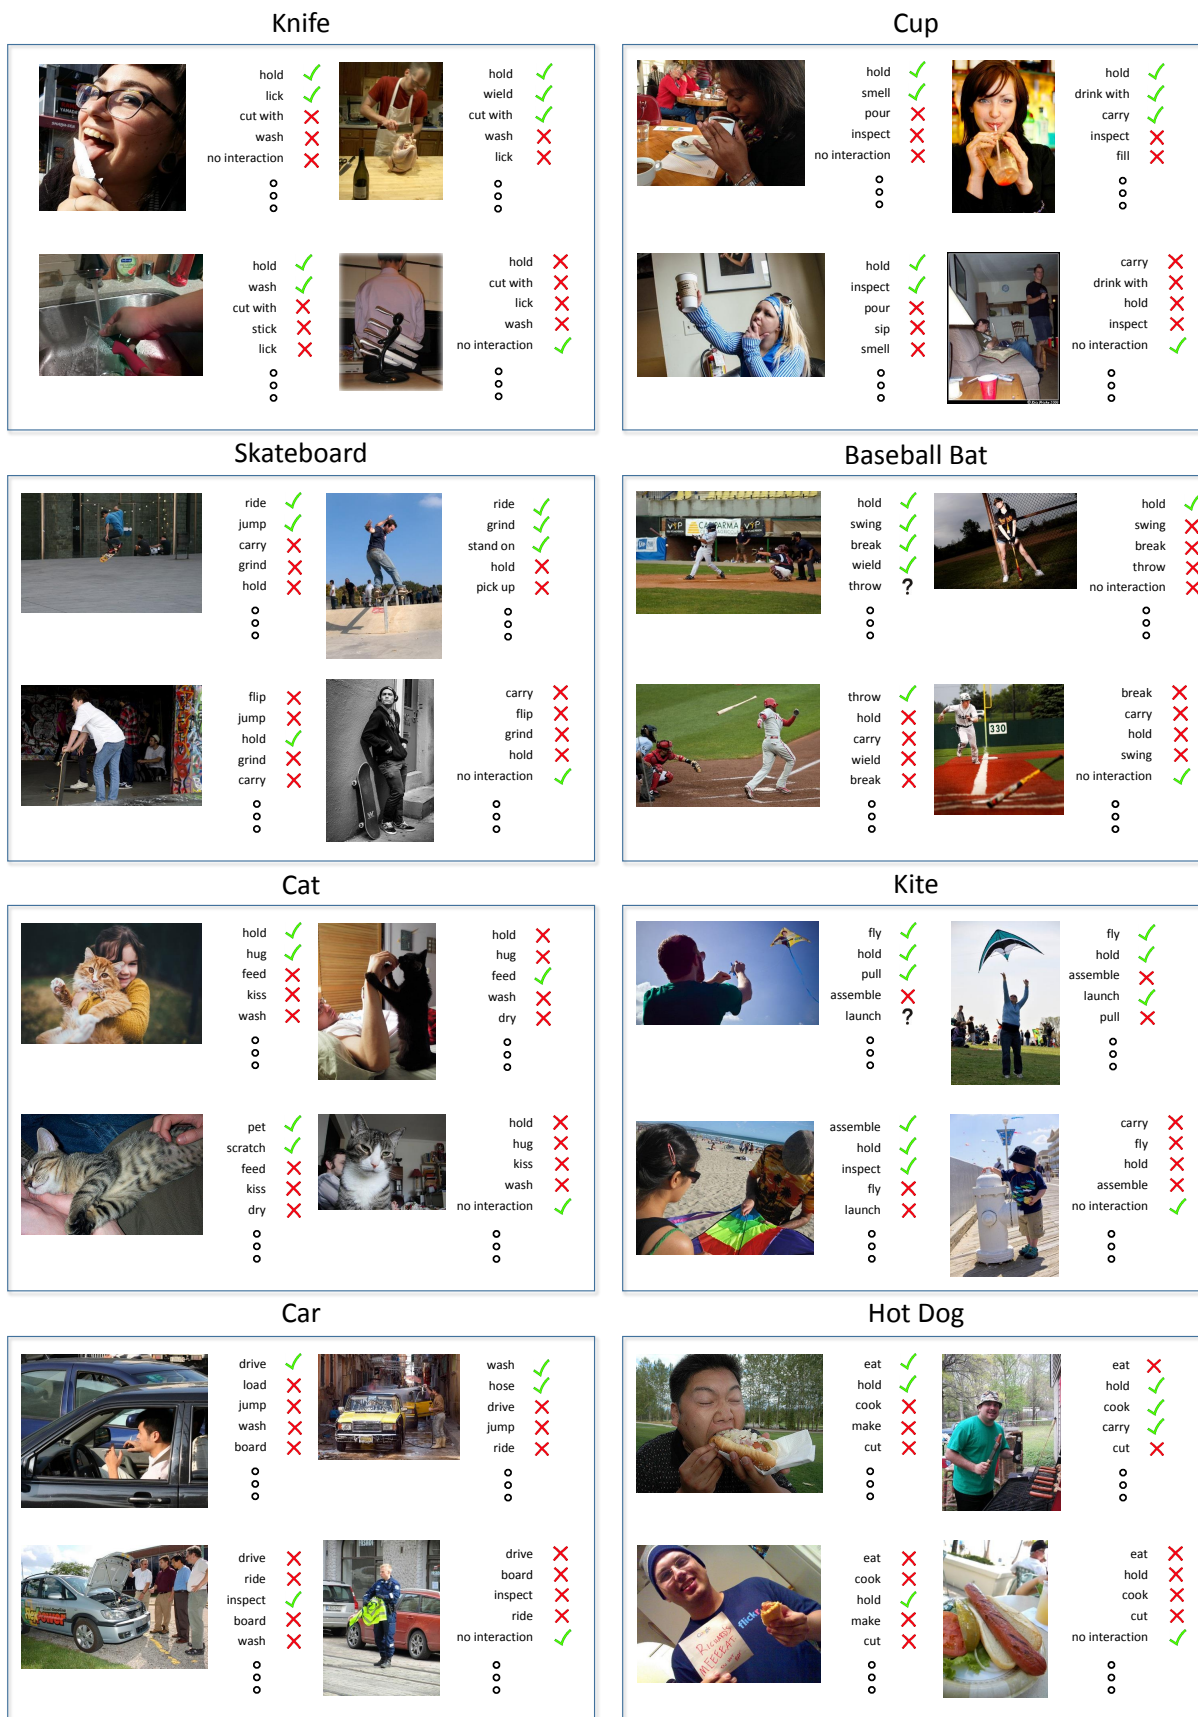 Knife
hold
lick
cut with
wash
no interaction
hold
wield
cut with
wash
lick
hold
wash
cut with
stick
lick
hold
cut with
lick
wash
no interaction
Cup
hold
smell
pour
inspect
no interaction
hold
drink with
carry
inspect
fill
hold
inspect
pour
sip
smell
carry
drink with
hold
inspect
no interaction
Skateboard
ride
jump
carry
grind
hold
ride
grind
stand on
hold
pick up
flip
jump
hold
grind
carry
carry
flip
grind
hold
no interaction
Baseball Bat
hold
swing
break
wield
throw ?
hold
swing
break
throw
no interaction
throw
hold
carry
wield
break
330
break
carry
hold
swing
no interaction
Cat
hold
hug
feed
kiss
wash
hold
hug
feed
wash
dry
pet
scratch
feed
kiss
dry
hold
hug
kiss
wash
no interaction
Kite
fly
hold
pull
assemble
launch ?
fly
hold
assemble
launch
pull
assemble
hold
inspect
fly
launch
carry
fly
hold
assemble
no interaction
Car
drive
load
jump
wash
board
wash
hose
drive
jump
ride
drive
ride
inspect
board
wash
drive
board
inspect
ride
no interaction
Hot Dog
eat
hold
cook
make
cut
eat
hold
cook
carry
cut
flickr
eat
cook
hold
make
cut
eat
hold
cook
cut
no interaction